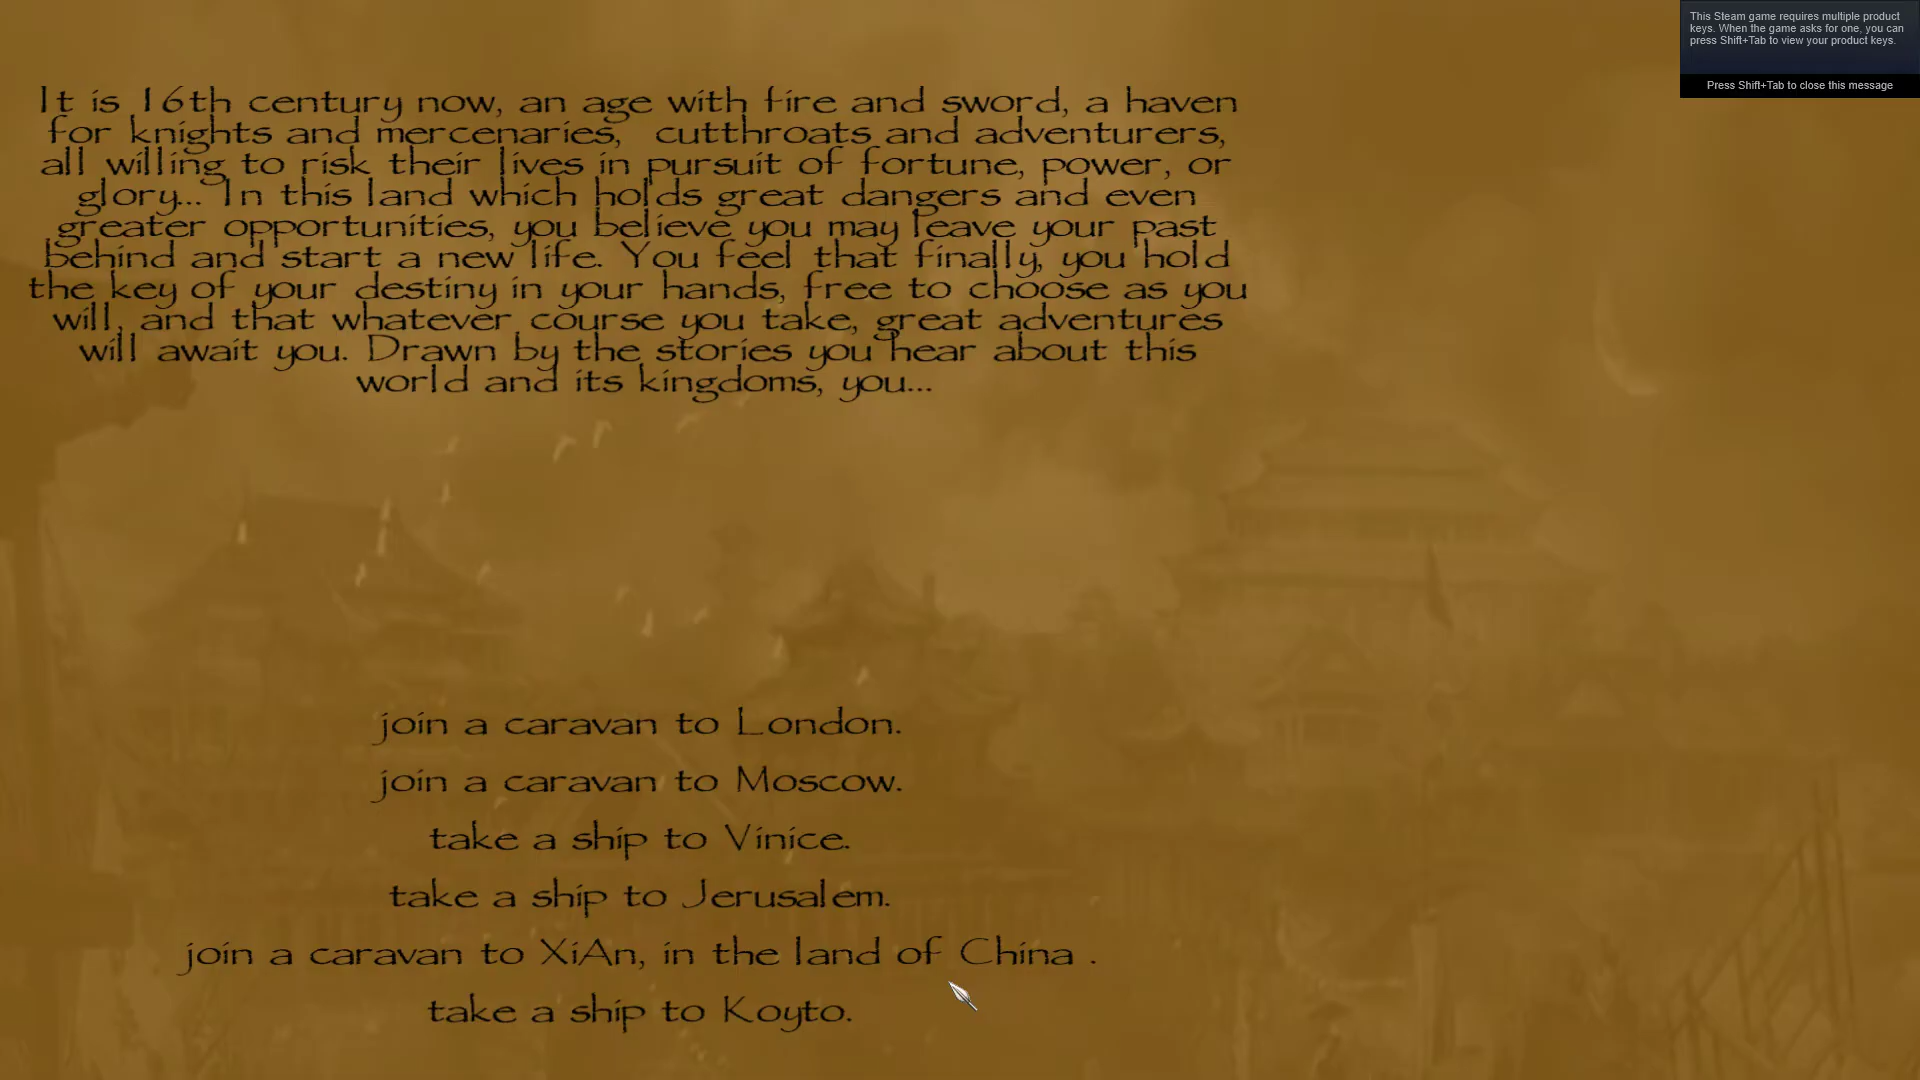 This Steam game requires multiple product
keys. When the game asks for one, you can
press Shift+Tab to view your product keys.
Press Shift+Tab to close this message
It is 16th century now, an age with fire and sword, a haven
for knights and mercenaries, cutthroats and adventurers,
all willing to risk their lives in pursuit of fortune, power, or
glory... In this land which holds great dangers and even
greater opportunities, you believe you may leave your past
behind and start a new life. You feel that finally, you hold
the key of your destiny in your hands, free to choose as you
will, and that whatever course you take, great adventures
will await you. Drawn by the stories you hear about this
world and its kingdoms, you...
join a caravan to London.
join a caravan to Moscow.
take a ship to Vinice.
take a ship to Jerusalem.
join a caravan to XiAn, in the land of China .
take a ship to Koyto.